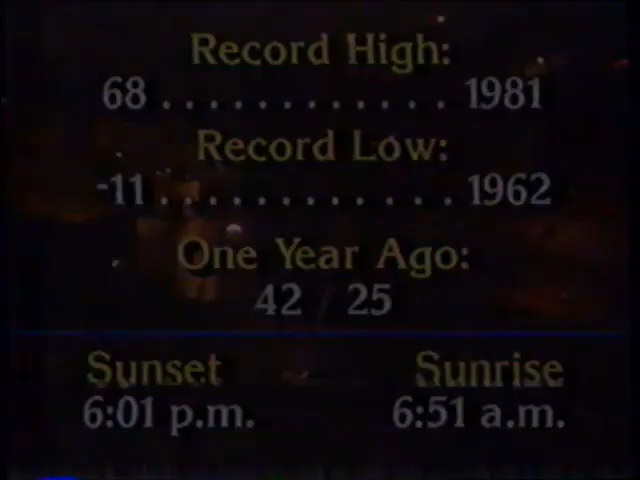 Record High:
68 . . . . . . . . . . . . 1981
Record Low:
-11 . . . . . . . . . . . . . 1962
One Year Ago:
42 / 25
Sunset Sunrise
6:01 p.m. 6:51 a.m.